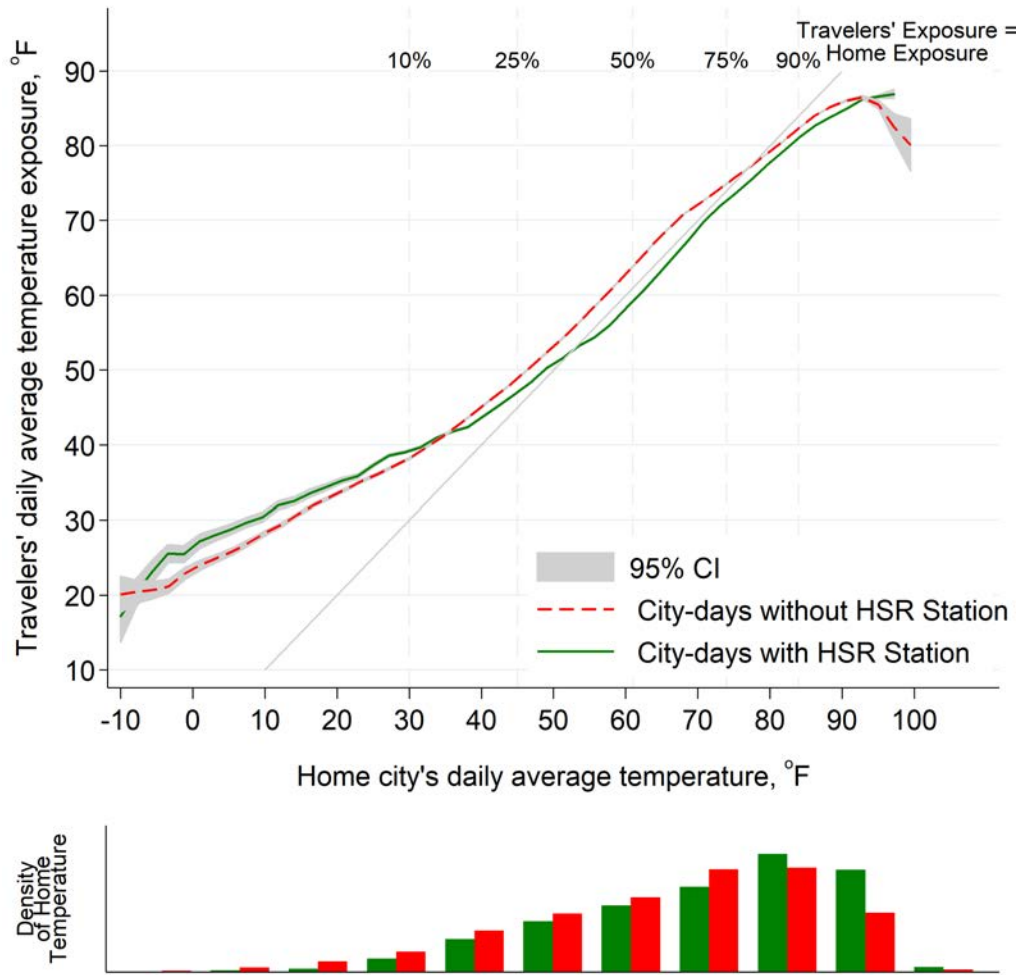 Travelers' Exposure =
Home Exposure
10% 25% 50% 75% 90%
Travelers' daily average temperature exposure, °F
90
80
70
60
50
40
30
20
10
95% CI
City-days without HSR Station
City-days with HSR Station
-10 0 10 20 30 40 50 60 70 80 90 100
Home city's daily average temperature, °F
Density
of Home
Temperature